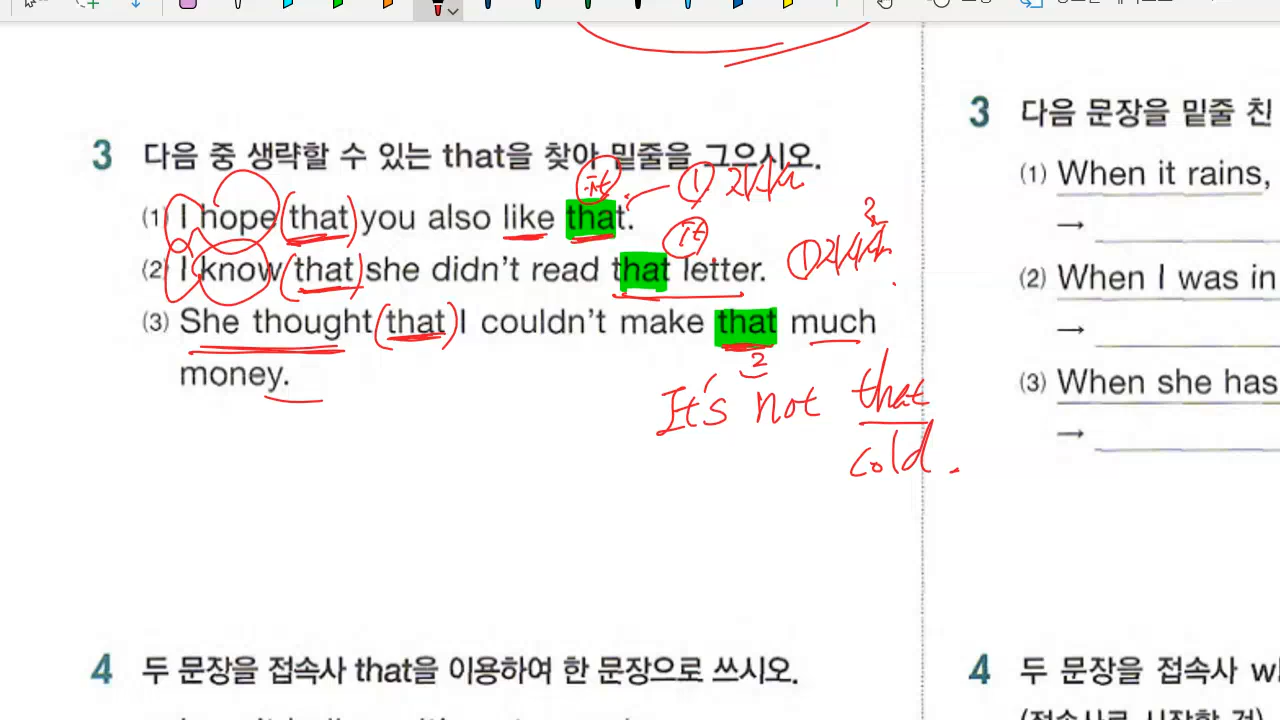 3 다음 중 생략할 수 있는 that을 찾아 밑줄을 그으시오.
it
(1) I hope (that) you also like that.
it
(2) I know (that) she didn't read that letter.
(3) She thought (that) I couldn't make that much
money.
2
It's not that
cold.
4 두 문장을 접속사 that을 이용하여 한 문장으로 쓰시오.
3 다음 문장을 밑줄 친
(1) When it rains,
→
(2) When I was in
→
(3) When she has
→
4 두 문장을 접속사